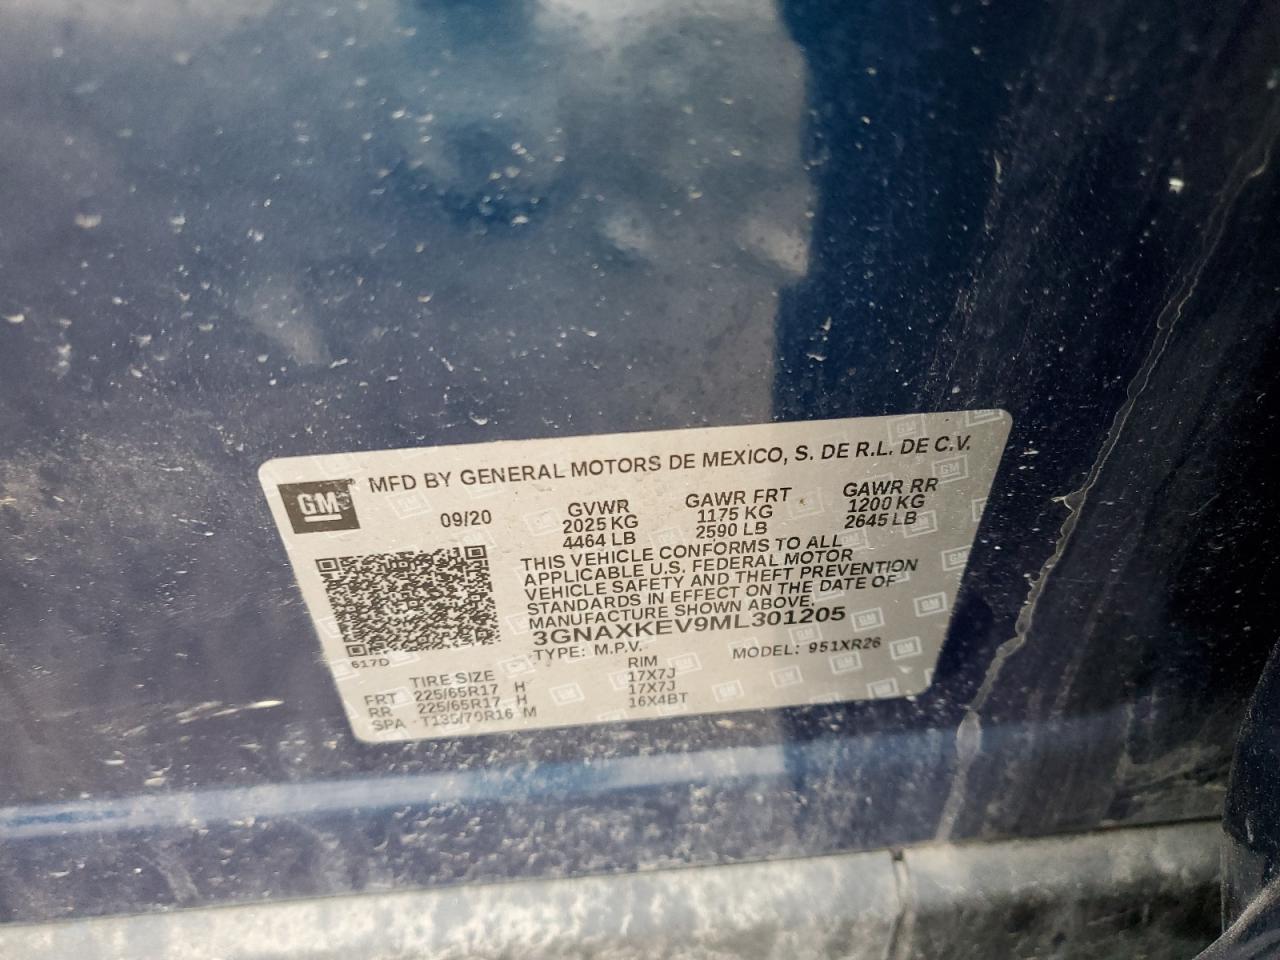 GM
MFD BY GENERAL MOTORS DE MEXICO, S. DE R.L. DE C.V.
09/20
GVWR GAWR FRT GAWR RR
2025 KG 1175 KG 1200 KG
4464 LB 2590 LB 2645 LB
THIS VEHICLE CONFORMS TO ALL
APPLICABLE U.S. FEDERAL MOTOR
VEHICLE SAFETY AND THEFT PREVENTION
STANDARDS IN EFFECT ON THE DATE OF
MANUFACTURE SHOWN ABOVE.
3GNAXKEV9ML301205
TYPE: M.P.V. MODEL: 951XR26
617D
TIRE SIZE RIM
FRT 225/65R17 H 17X7J
RR 225/65R17 H 17X7J
SPA T135/70R16 M 16X4BT